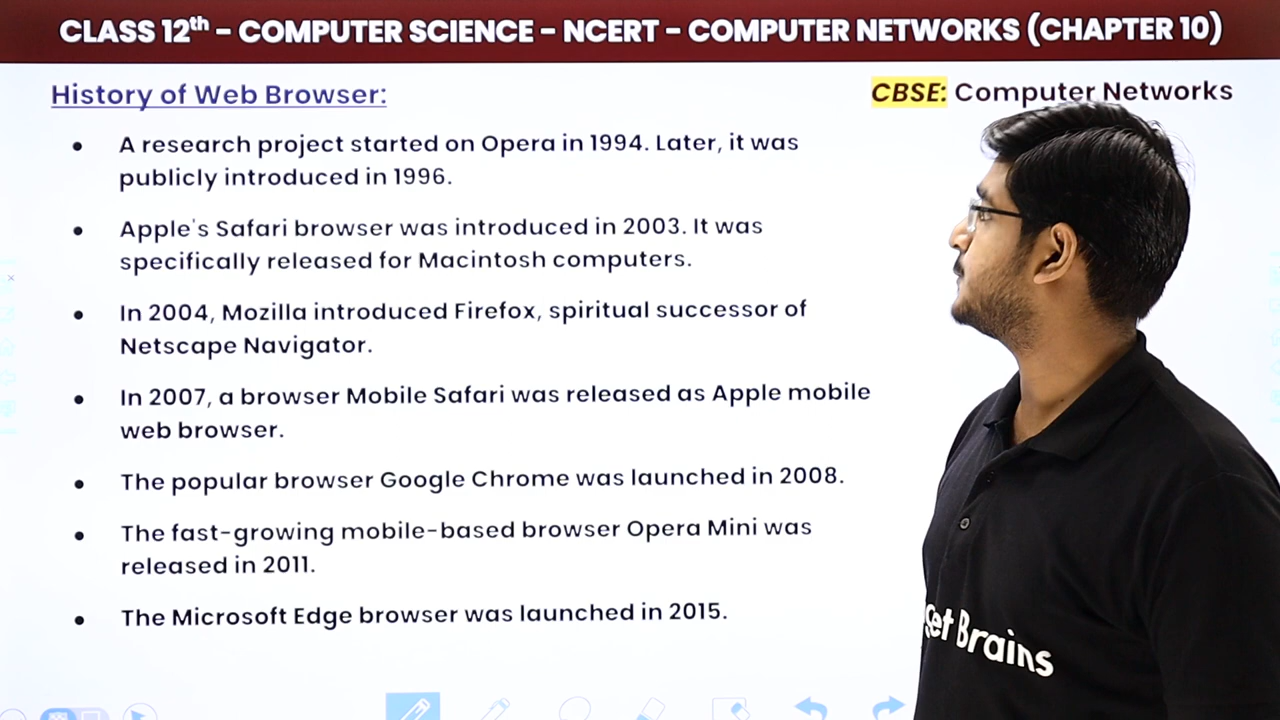 CLASS 12th – COMPUTER SCIENCE – NCERT – COMPUTER NETWORKS (CHAPTER 10)
History of Web Browser:
CBSE: Computer Networks
• A research project started on Opera in 1994. Later, it was
publicly introduced in 1996.
• Apple's Safari browser was introduced in 2003. It was
specifically released for Macintosh computers.
• In 2004, Mozilla introduced Firefox, spiritual successor of
Netscape Navigator.
• In 2007, a browser Mobile Safari was released as Apple mobile
web browser.
• The popular browser Google Chrome was launched in 2008.
• The fast-growing mobile-based browser Opera Mini was
released in 2011.
• The Microsoft Edge browser was launched in 2015.
Brains